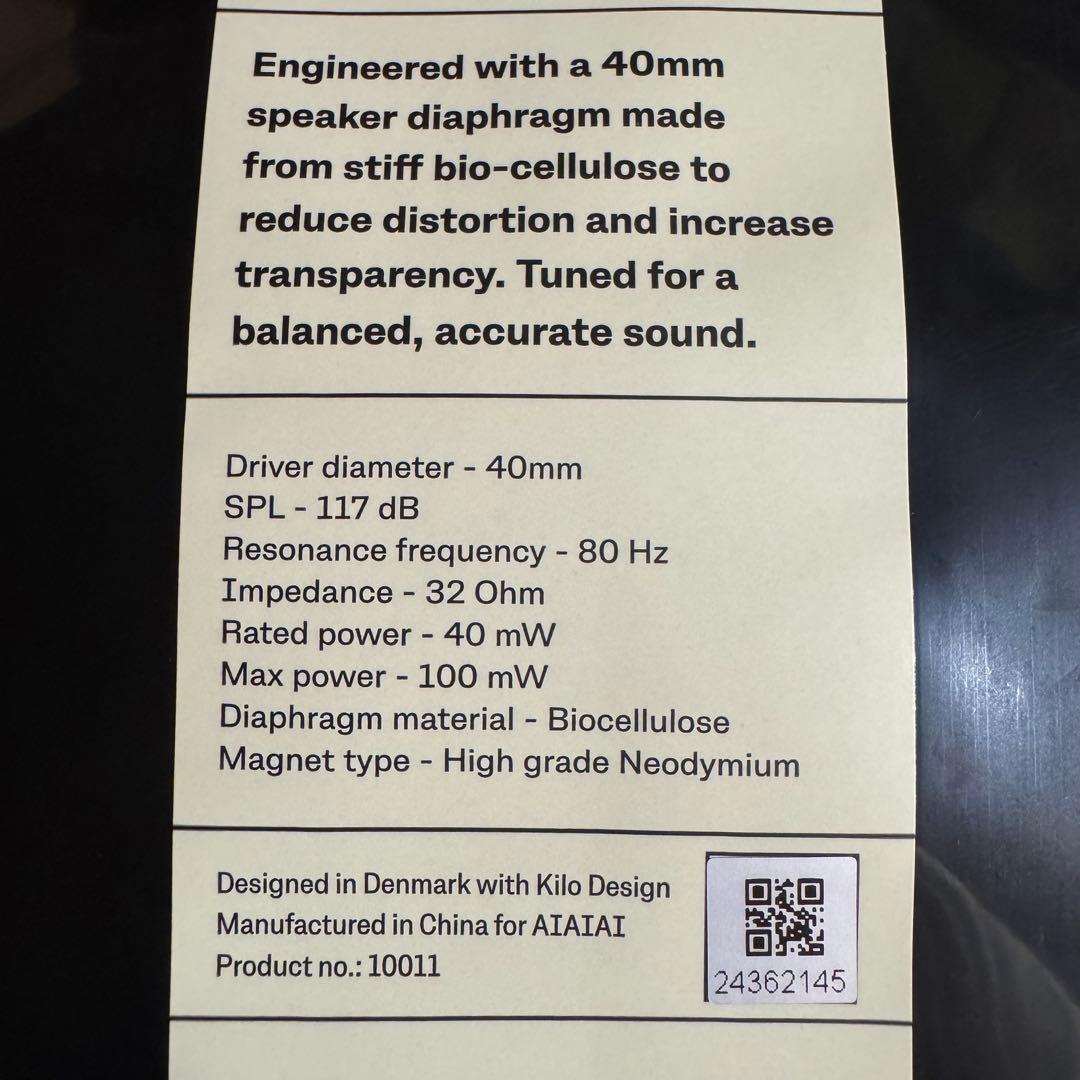 Engineered with a 40mm
speaker diaphragm made
from stiff bio-cellulose to
reduce distortion and increase
transparency. Tuned for a
balanced, accurate sound.
Driver diameter - 40mm
SPL - 117 dB
Resonance frequency - 80 Hz
Impedance - 32 Ohm
Rated power - 40 mW
Max power - 100 mW
Diaphragm material - Biocellulose
Magnet type - High grade Neodymium
Designed in Denmark with Kilo Design
Manufactured in China for AIAIAI
Product no.: 10011
24362145